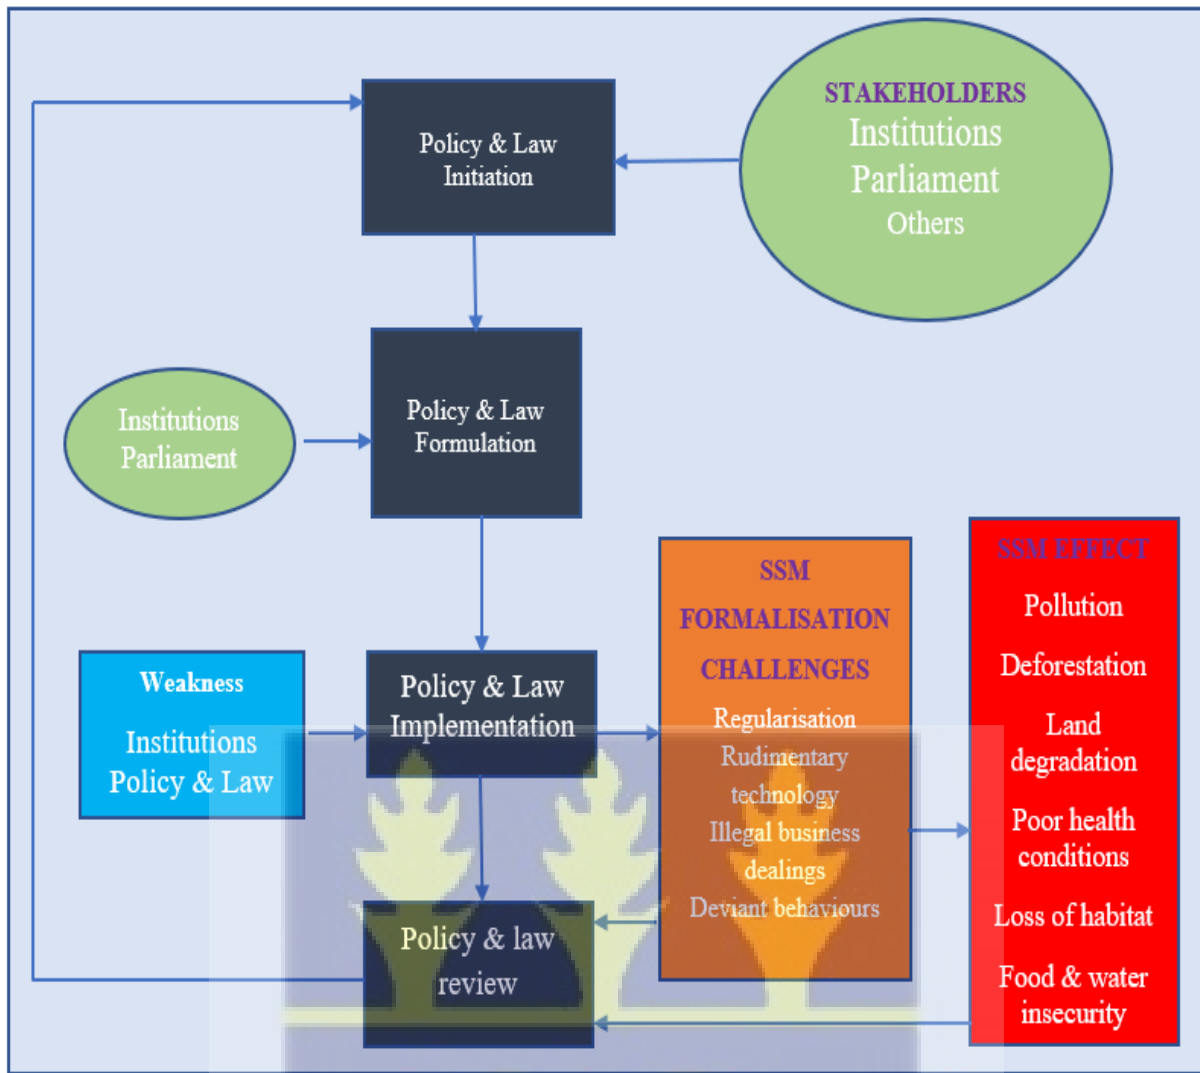 STAKEHOLDERS
Institutions
Parliament
Others
Policy & Law
Initiation
Institutions
Parliament
Policy & Law
Formulation
Weakness
Institutions
Policy & Law
Policy & Law
Implementation
SSM
FORMALISATION
CHALLENGES
Regularisation
Rudimentary
technology
Illegal business
dealings
Deviant behaviours
SSM EFFECT
Pollution
Deforestation
Land
degradation
Poor health
conditions
Loss of habitat
Food & water
insecurity
Policy & law
review